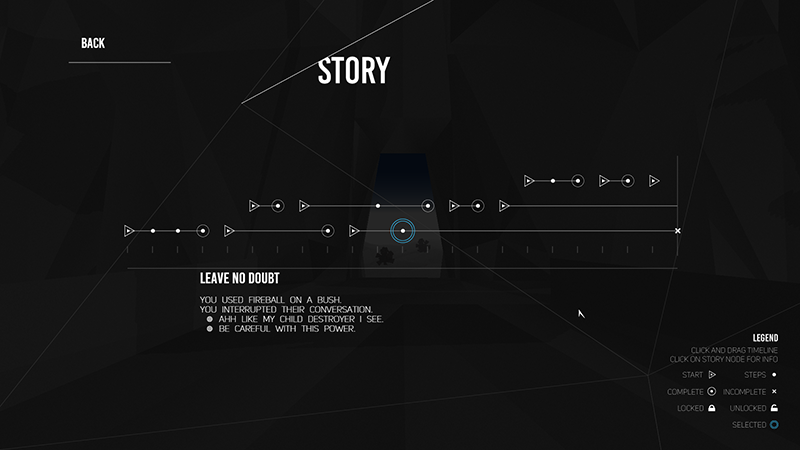 BACK
STORY
LEAVE NO DOUBT
YOU USED FIREBALL ON A BUSH.
YOU INTERRUPTED THEIR CONVERSATION.
AHH LIKE MY CHILD DESTROYER I SEE.
BE CAREFUL WITH THIS POWER.
LEGEND
CLICK AND DRAG TIMELINE
CLICK ON STORY NODE FOR INFO
START STEPS
COMPLETE INCOMPLETE
LOCKED UNLOCKED
SELECTED